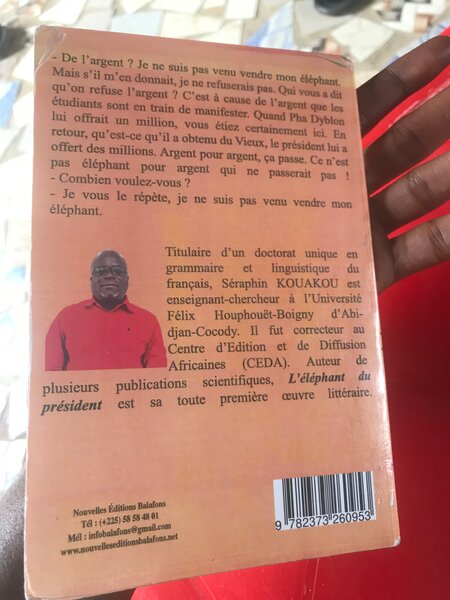 - De l'argent ? Je ne suis pas venu vendre mon éléphant.
Mais s'il m'en donnait, je ne refuserais pas. Qui vous a dit
qu'on refuse l'argent ? C'est à cause de l'argent que les
étudiants sont en train de manifester. Quand Pha Dyblon
lui offrait un million, vous étiez certainement ici. En
retour, qu'est-ce qu'il a obtenu du Vieux, le président lui a
offert des millions. Argent pour argent, ça passe. Ce n'est
pas éléphant pour argent qui ne passerait pas !
- Combien voulez-vous ?
- Je vous le répète, je ne suis pas venu vendre mon
éléphant.
Titulaire d'un doctorat unique en
grammaire et linguistique du
français, Séraphin KOUAKOU est
enseignant-chercheur à l'Université
Félix Houphouët-Boigny d'Abi-
djan-Cocody. Il fut correcteur au
Centre d'Edition et de Diffusion
Africaines (CEDA). Auteur de
plusieurs publications scientifiques, L'éléphant du
président est sa toute première œuvre littéraire.
Nouvelles Éditions Balafons
Tél : (+225) 58 58 48 01
Mél : infobalafons@gmail.com
www.nouvelleseditionsbalafons.net
9 782373 260953